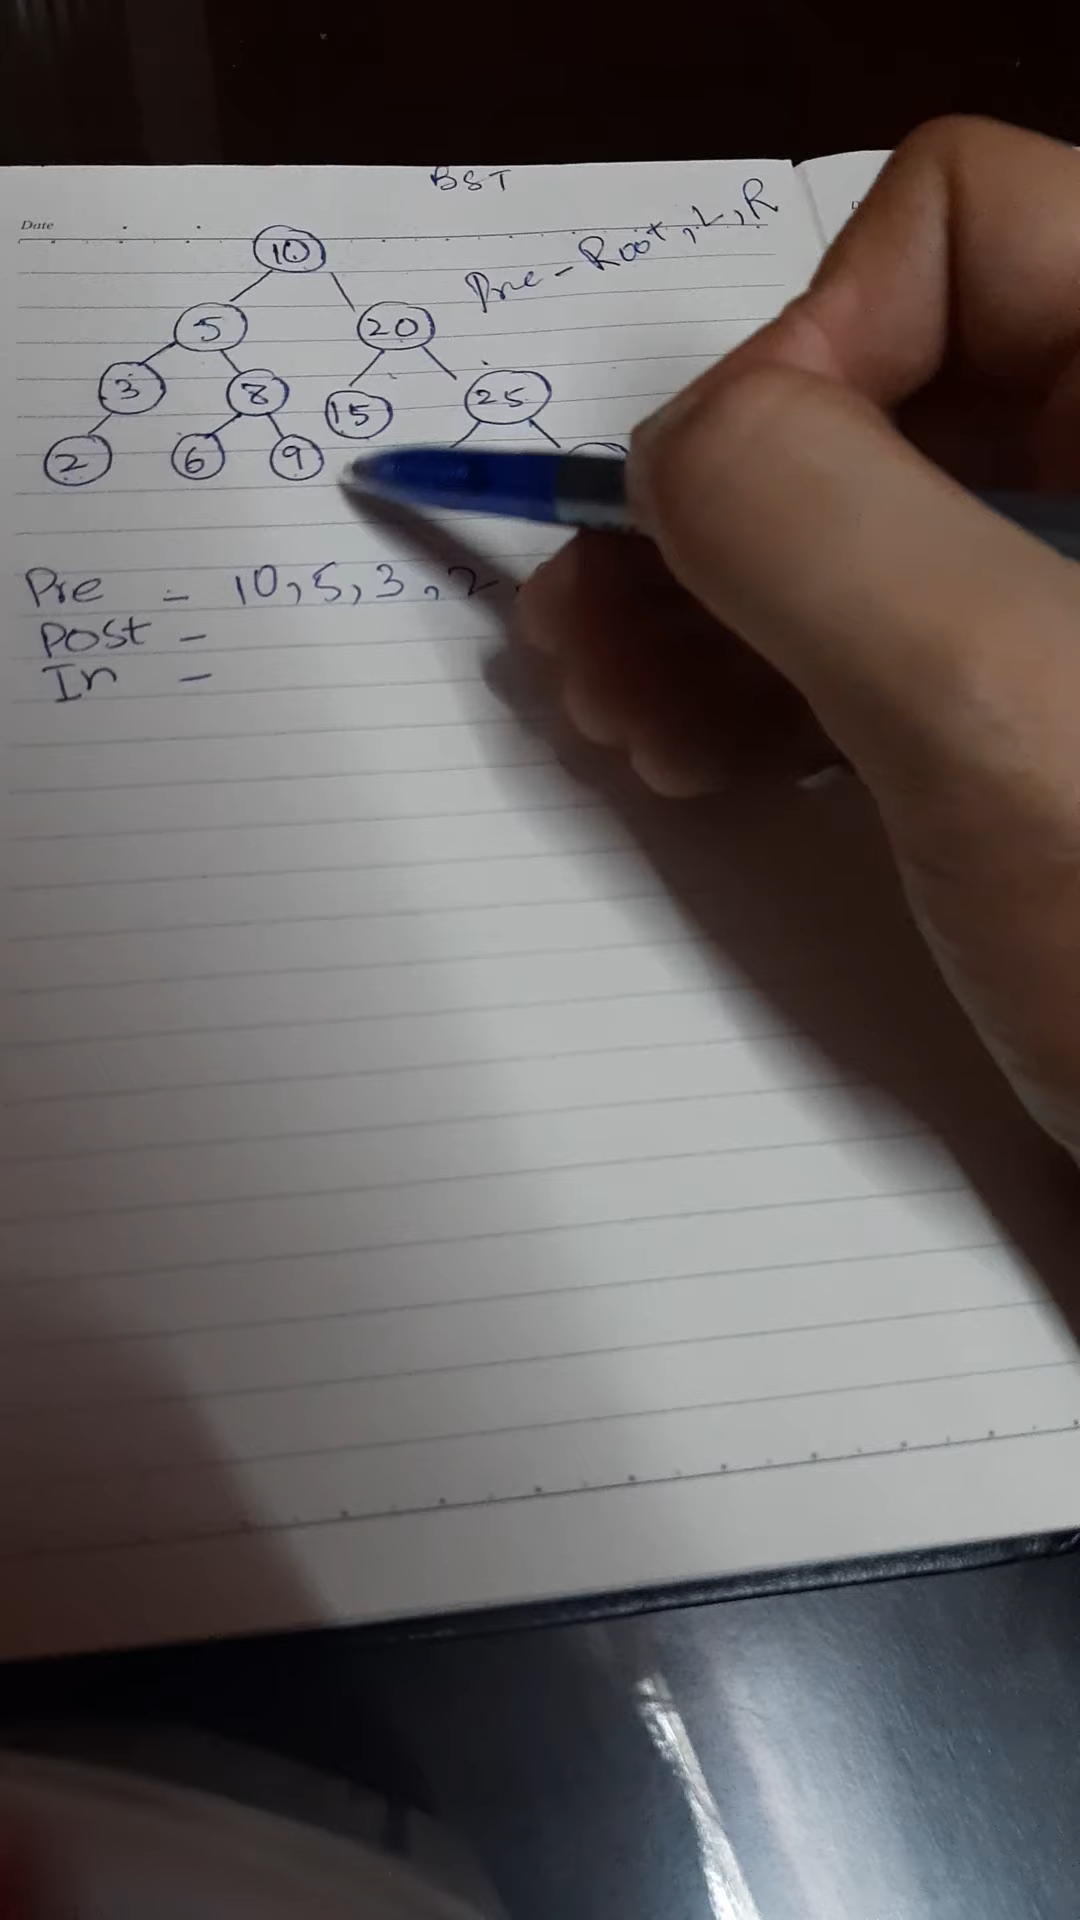 BST
Date
Pre - Root, L, R
10
5
20
3
8
15
25
2
6
9
Pre - 10, 5, 3, 2,
Post -
In -